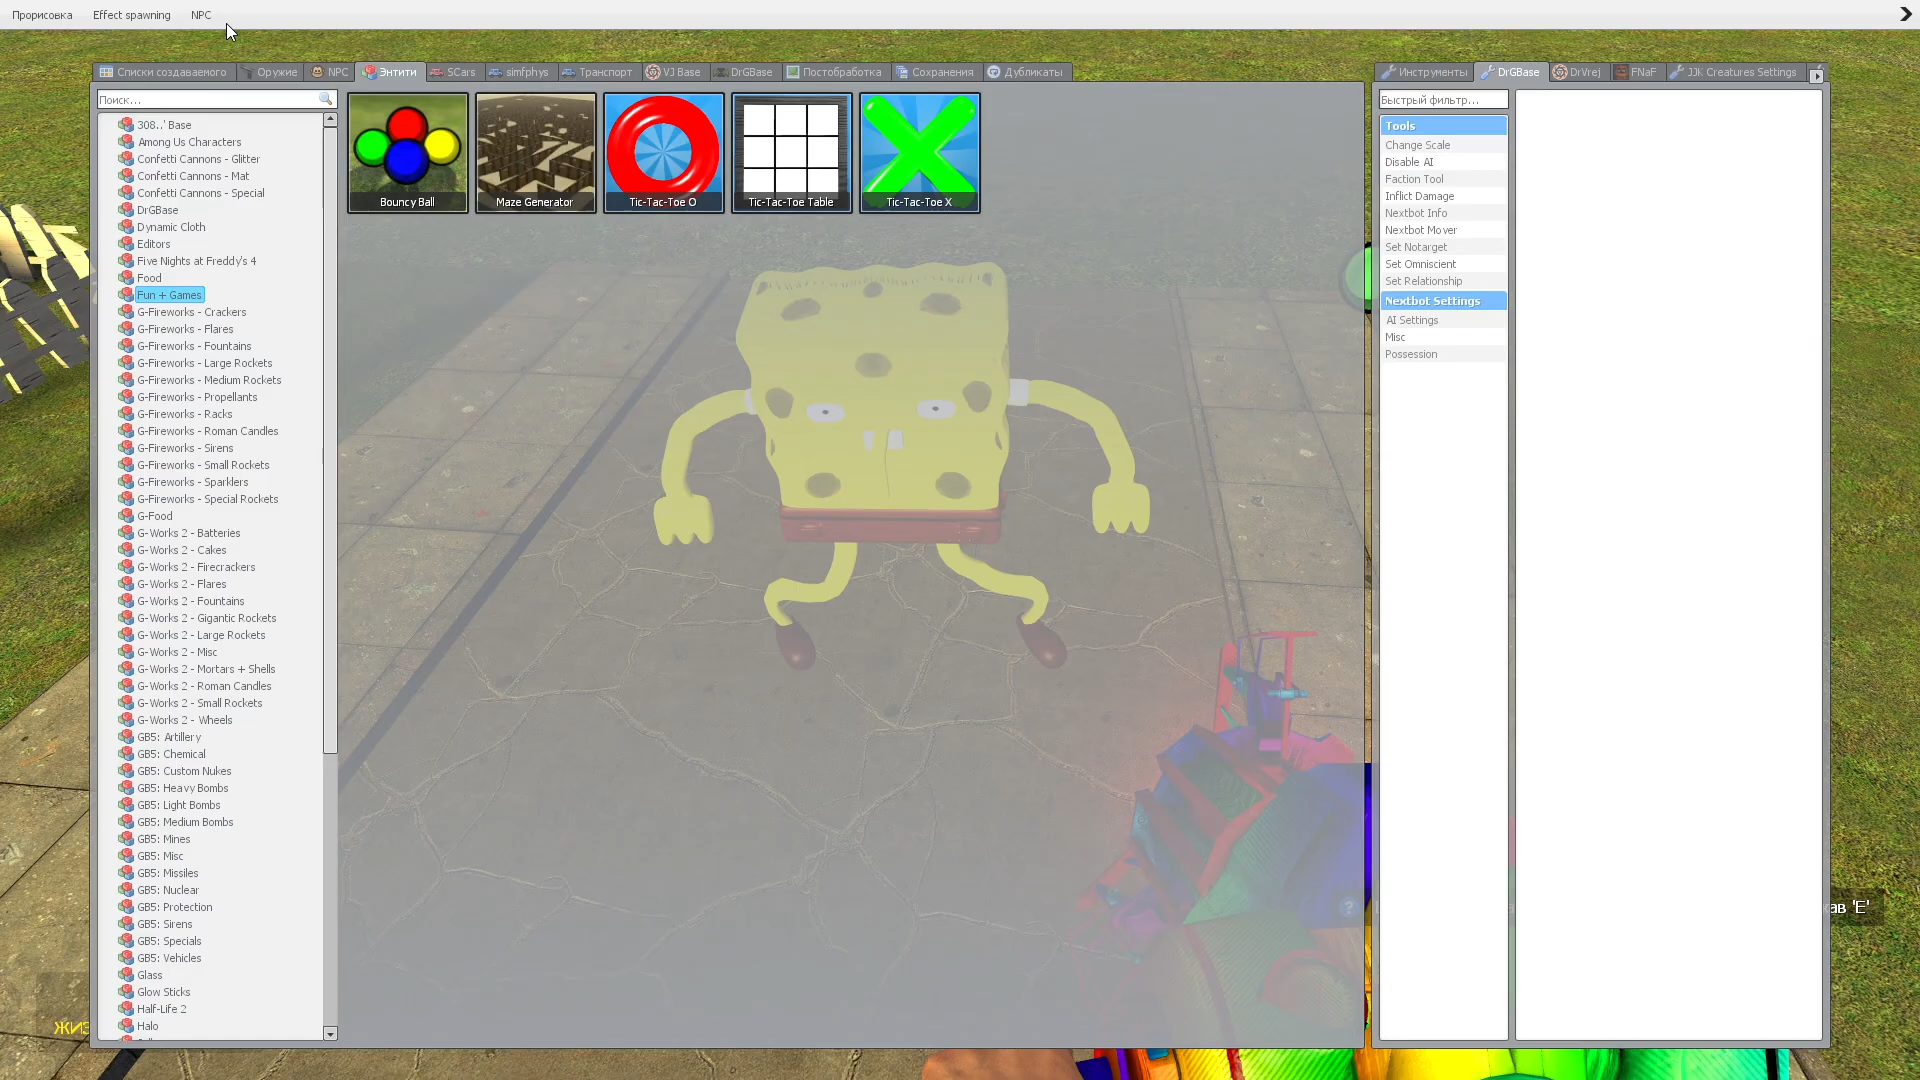 Прорисовка Effect spawning NPC
Списки создаваемого Оружие NPC Энтити SCars simfphys Транспорт VJ Base DrGBase Постобработка Сохранения Дубликаты
Инструменты DrGBase DrVrej FNaF JJK Creatures Settings
Поиск...
308..' Base
Among Us Characters
Confetti Cannons - Glitter
Confetti Cannons - Mat
Confetti Cannons - Special
DrGBase
Dynamic Cloth
Editors
Five Nights at Freddy's 4
Food
Fun + Games
G-Fireworks - Crackers
G-Fireworks - Flares
G-Fireworks - Fountains
G-Fireworks - Large Rockets
G-Fireworks - Medium Rockets
G-Fireworks - Propellants
G-Fireworks - Racks
G-Fireworks - Roman Candles
G-Fireworks - Sirens
G-Fireworks - Small Rockets
G-Fireworks - Sparklers
G-Fireworks - Special Rockets
G-Food
G-Works 2 - Batteries
G-Works 2 - Cakes
G-Works 2 - Firecrackers
G-Works 2 - Flares
G-Works 2 - Fountains
G-Works 2 - Gigantic Rockets
G-Works 2 - Large Rockets
G-Works 2 - Misc
G-Works 2 - Mortars + Shells
G-Works 2 - Roman Candles
G-Works 2 - Small Rockets
G-Works 2 - Wheels
GB5: Artillery
GB5: Chemical
GB5: Custom Nukes
GB5: Heavy Bombs
GB5: Light Bombs
GB5: Medium Bombs
GB5: Mines
GB5: Misc
GB5: Missiles
GB5: Nuclear
GB5: Protection
GB5: Sirens
GB5: Specials
GB5: Vehicles
Glass
Glow Sticks
Half-Life 2
Halo
Bouncy Ball
Maze Generator
Tic-Tac-Toe O
Tic-Tac-Toe Table
Tic-Tac-Toe X
Быстрый фильтр...
Tools
Change Scale
Disable AI
Faction Tool
Inflict Damage
Nextbot Info
Nextbot Mover
Set Notarget
Set Omniscient
Set Relationship
Nextbot Settings
AI Settings
Misc
Possession
ав 'E'